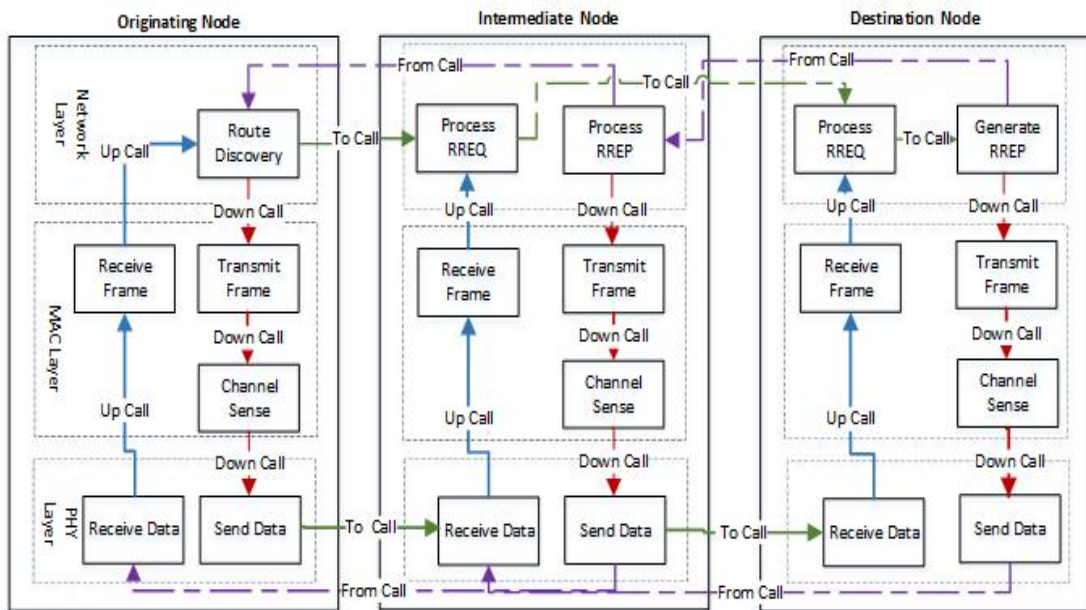 Originating Node
Intermediate Node
Destination Node
Network
Layer
Up Call
Route
Discovery
To Call
Down Call
MAC Layer
Receive
Frame
Transmit
Frame
Down Call
Channel
Sense
Up Call
Down Call
PHY
Layer
Receive Data
Send Data
To Call
From Call
From Call
Process
RREQ
Process
RREP
To Call
Up Call
Down Call
Receive
Frame
Transmit
Frame
Down Call
Channel
Sense
Up Call
Down Call
Receive Data
Send Data
To Call
From Call
From Call
Process
RREQ
To Call
Generate
RREP
Up Call
Down Call
Receive
Frame
Transmit
Frame
Down Call
Channel
Sense
Up Call
Down Call
Receive Data
Send Data